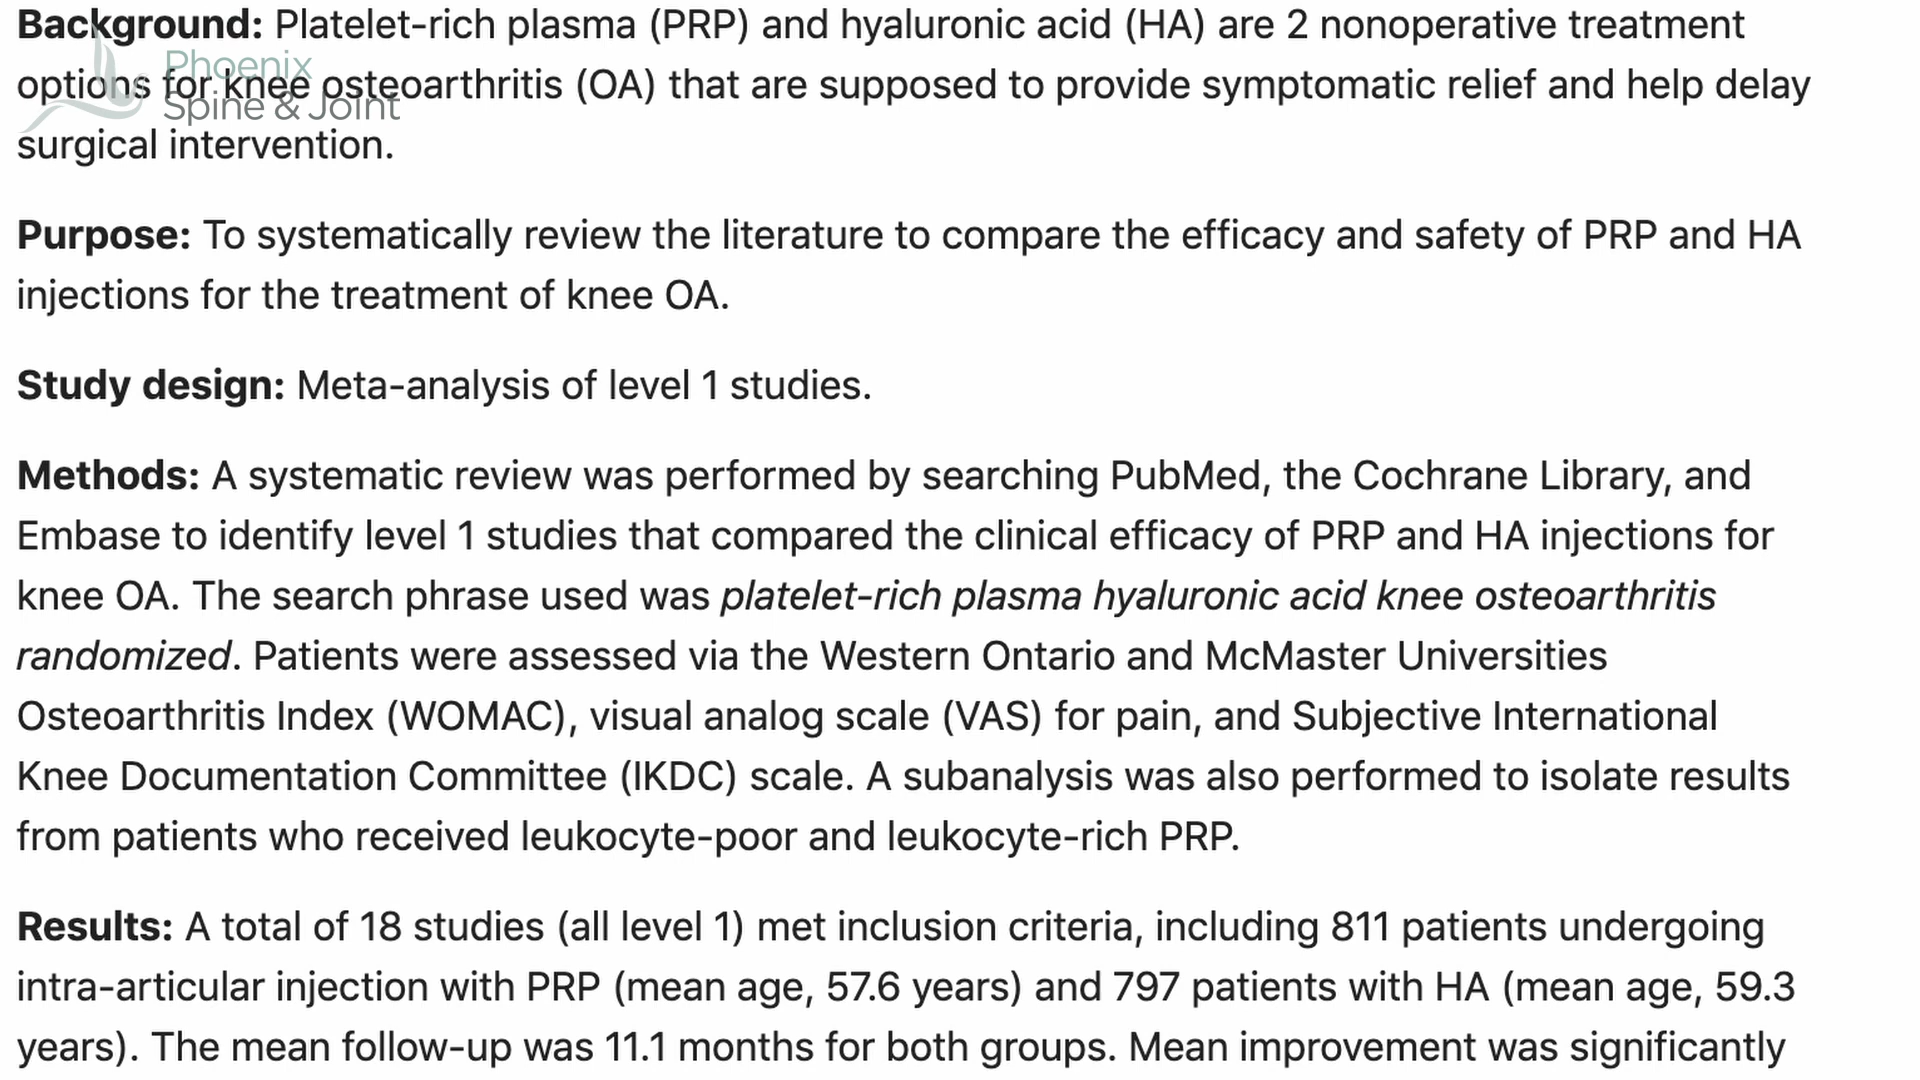 Background: Platelet-rich plasma (PRP) and hyaluronic acid (HA) are 2 nonoperative treatment
Phoenix
options for knee osteoarthritis (OA) that are supposed to provide symptomatic relief and help delay
Spine & Joint
surgical intervention.
Purpose: To systematically review the literature to compare the efficacy and safety of PRP and HA
injections for the treatment of knee OA.
Study design: Meta-analysis of level 1 studies.
Methods: A systematic review was performed by searching PubMed, the Cochrane Library, and
Embase to identify level 1 studies that compared the clinical efficacy of PRP and HA injections for
knee OA. The search phrase used was platelet-rich plasma hyaluronic acid knee osteoarthritis
randomized. Patients were assessed via the Western Ontario and McMaster Universities
Osteoarthritis Index (WOMAC), visual analog scale (VAS) for pain, and Subjective International
Knee Documentation Committee (IKDC) scale. A subanalysis was also performed to isolate results
from patients who received leukocyte-poor and leukocyte-rich PRP.
Results: A total of 18 studies (all level 1) met inclusion criteria, including 811 patients undergoing
intra-articular injection with PRP (mean age, 57.6 years) and 797 patients with HA (mean age, 59.3
years). The mean follow-up was 11.1 months for both groups. Mean improvement was significantly